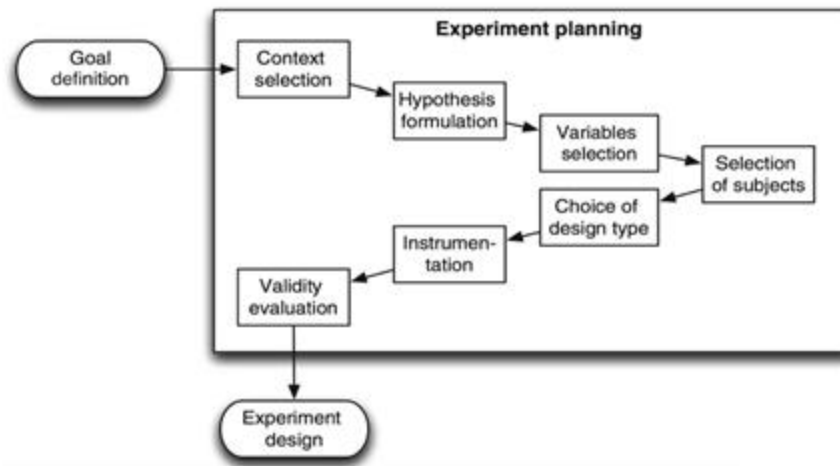 Experiment planning
Goal
definition
Context
selection
Hypothesis
formulation
Variables
selection
Selection
of subjects
Choice of
design type
Instrumen-
tation
Validity
evaluation
Experiment
design